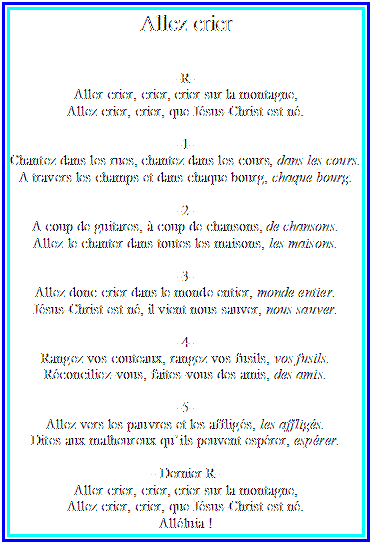 Allez crier
- R -
Aller crier, crier, crier sur la montagne,
Allez crier, crier, que Jésus-Christ est né.
- 1 -
Chantez dans les rues, chantez dans les cours, dans les cours.
A travers les champs et dans chaque bourg, chaque bourg.
- 2 -
A coup de guitares, à coup de chansons, de chansons.
Allez le chanter dans toutes les maisons, les maisons.
- 3 -
Allez donc crier dans le monde entier, monde entier.
Jésus-Christ est né, il vient nous sauver, nous sauver.
- 4 -
Rangez vos couteaux, rangez vos fusils, vos fusils.
Réconciliez-vous, faites-vous des amis, des amis.
- 5 -
Allez vers les pauvres et les affligés, les affligés.
Dites aux malheureux qu'ils peuvent espérer, espérer.
- Dernier R -
Aller crier, crier, crier sur la montagne,
Allez crier, crier, que Jésus-Christ est né.
Alléluia !